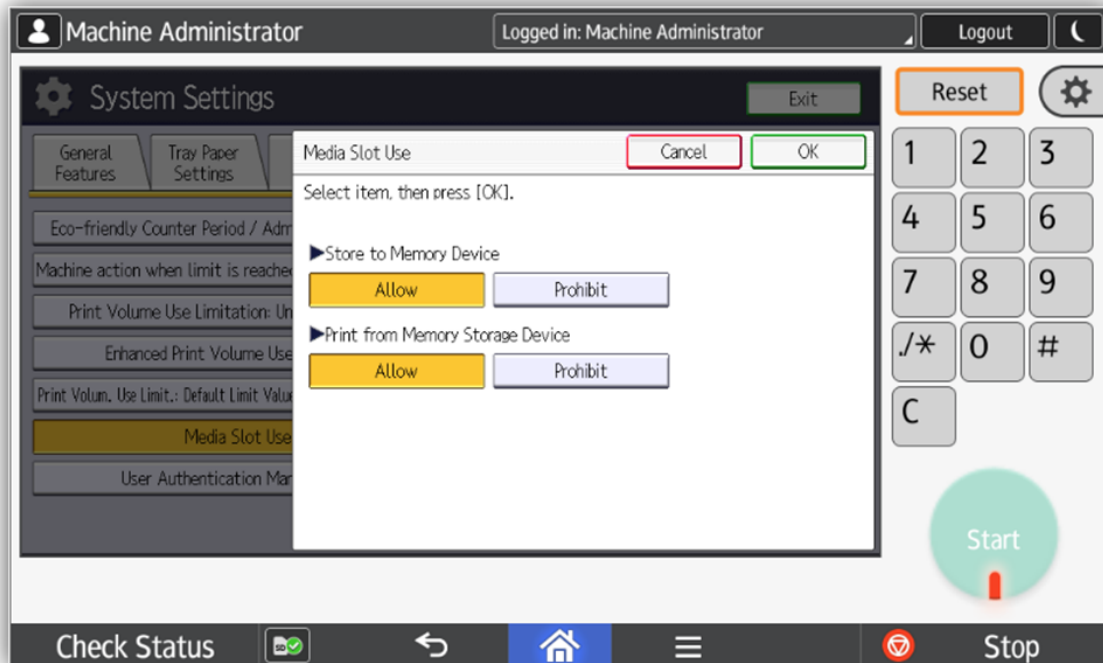 Machine Administrator
Logged in: Machine Administrator
Logout
System Settings
Exit
Reset
General
Features
Tray Paper
Settings
Media Slot Use
Cancel
OK
Select item, then press [OK].
Eco-friendly Counter Period / Adm
Machine action when limit is reache
Print Volume Use Limitation: Un
Enhanced Print Volume Use
Print Volum. Use Limit.: Default Limit Value
Media Slot Use
User Authentication Man
►Store to Memory Device
Allow
Prohibit
►Print from Memory Storage Device
Allow
Prohibit
1
2
3
4
5
6
7
8
9
./*
0
#
C
Start
Check Status
SD
Stop